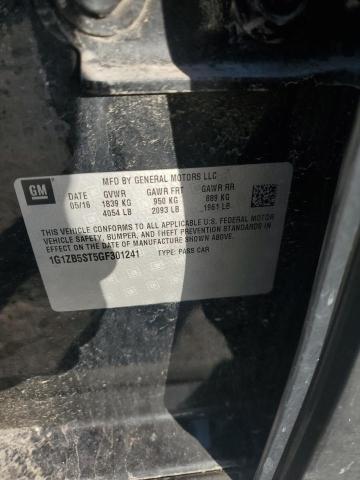 GM
MFD BY GENERAL MOTORS LLC
DATE GVWR GAWR FRT GAWR RR
05/16 1839 KG 950 KG 889 KG
4054 LB 2093 LB 1961 LB
THIS VEHICLE CONFORMS TO ALL APPLICABLE U.S. FEDERAL MOTOR
VEHICLE SAFETY, BUMPER, AND THEFT PREVENTION STANDARDS IN
EFFECT ON THE DATE OF MANUFACTURE SHOWN ABOVE.
1G1ZB5ST5GF301241 TYPE: PASS CAR